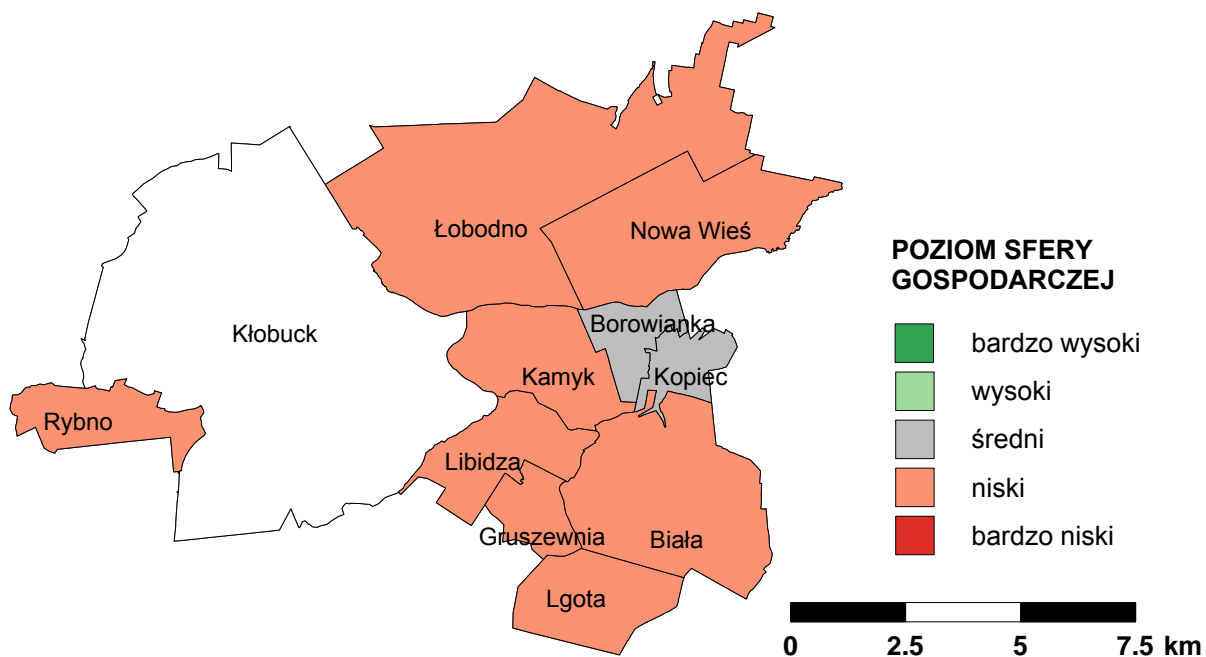 Łobodno
Nowa Wieś
Kłobuck
Borowianka
Kamyk
Kopiec
Rybno
Libidza
Gruszewnia
Biała
Lgota
POZIOM SFERY
GOSPODARCZEJ
bardzo wysoki
wysoki
średni
niski
bardzo niski
0 2.5 5 7.5 km